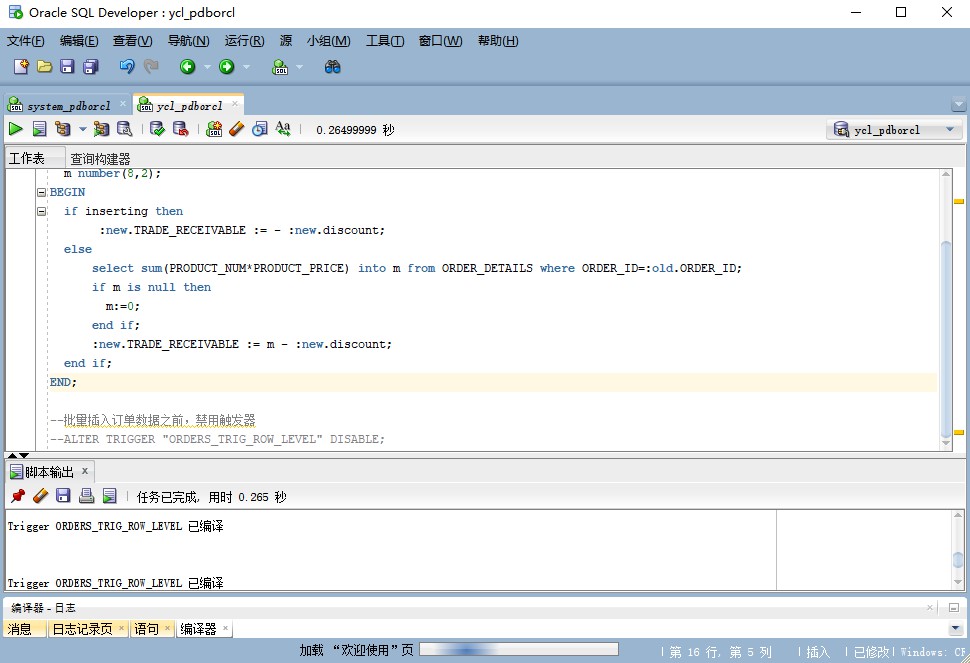 Oracle SQL Developer : ycl_pdborcl
文件(F) 编辑(E) 查看(V) 导航(N) 运行(R) 源 小组(M) 工具(T) 窗口(W) 帮助(H)
system_pdborcl ycl_pdborcl
0.26499999 秒 ycl_pdborcl
工作表 查询构建器
m number(8,2);
BEGIN
if inserting then
:new.TRADE_RECEIVABLE := - :new.discount;
else
select sum(PRODUCT_NUM*PRODUCT_PRICE) into m from ORDER_DETAILS where ORDER_ID=:old.ORDER_ID;
if m is null then
m:=0;
end if;
:new.TRADE_RECEIVABLE := m - :new.discount;
end if;
END;
--批量插入订单数据之前，禁用触发器
--ALTER TRIGGER "ORDERS_TRIG_ROW_LEVEL" DISABLE;
脚本输出
任务已完成, 用时 0.265 秒
Trigger ORDERS_TRIG_ROW_LEVEL 已编译
Trigger ORDERS_TRIG_ROW_LEVEL 已编译
编译器 - 日志
消息 日志记录页 语句 编译器
加载 “欢迎使用” 页 第 16 行, 第 5 列 插入 已修改 Windows: CR